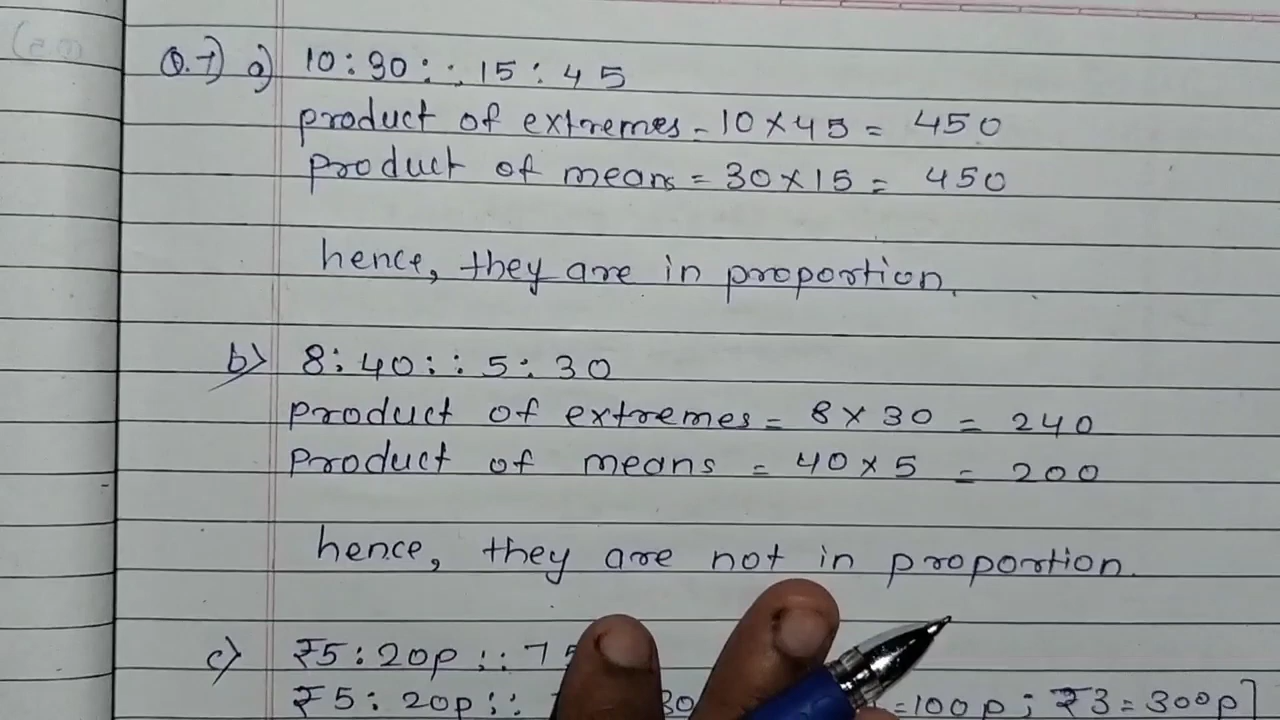 Q.7) a) 10:30::15:45
product of extremes = 10×45 = 450
product of means = 30×15 = 450
hence, they are in proportion.
b) 8:40::5:30
product of extremes = 8×30 = 240
product of means = 40×5 = 200
hence, they are not in proportion.
c) ₹5:20p::75
₹5:20p:: 30 =100p; ₹3=300p]